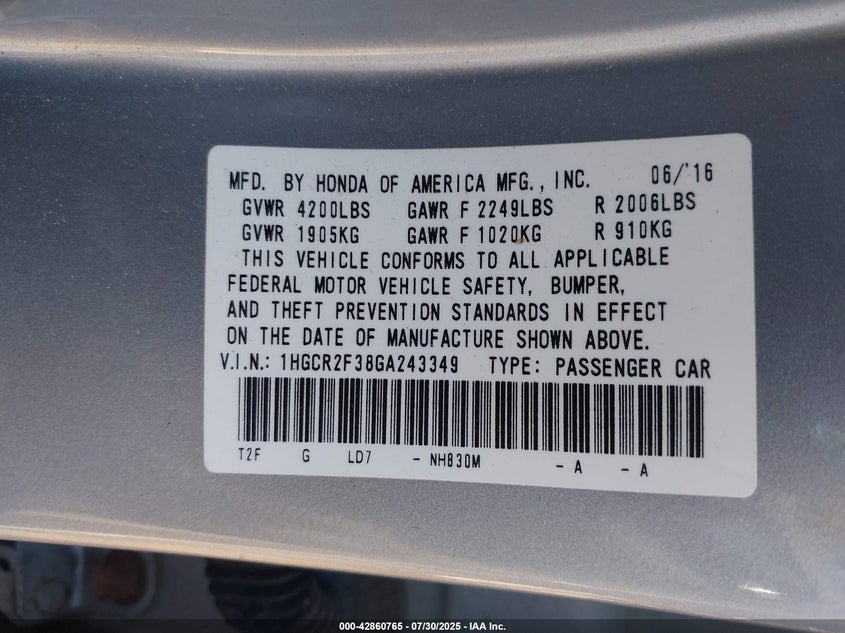 MFD. BY HONDA OF AMERICA MFG., INC. 06/'16
GVWR 4200LBS GAWR F 2249LBS R 2006LBS
GVWR 1905KG GAWR F 1020KG R 910KG
THIS VEHICLE CONFORMS TO ALL APPLICABLE
FEDERAL MOTOR VEHICLE SAFETY, BUMPER,
AND THEFT PREVENTION STANDARDS IN EFFECT
ON THE DATE OF MANUFACTURE SHOWN ABOVE.
V.I.N.: 1HGCR2F38GA243349 TYPE: PASSENGER CAR
T2F G LD7 - NH830M - A - A
000-42860765 - 07/30/2025 - IAA Inc.